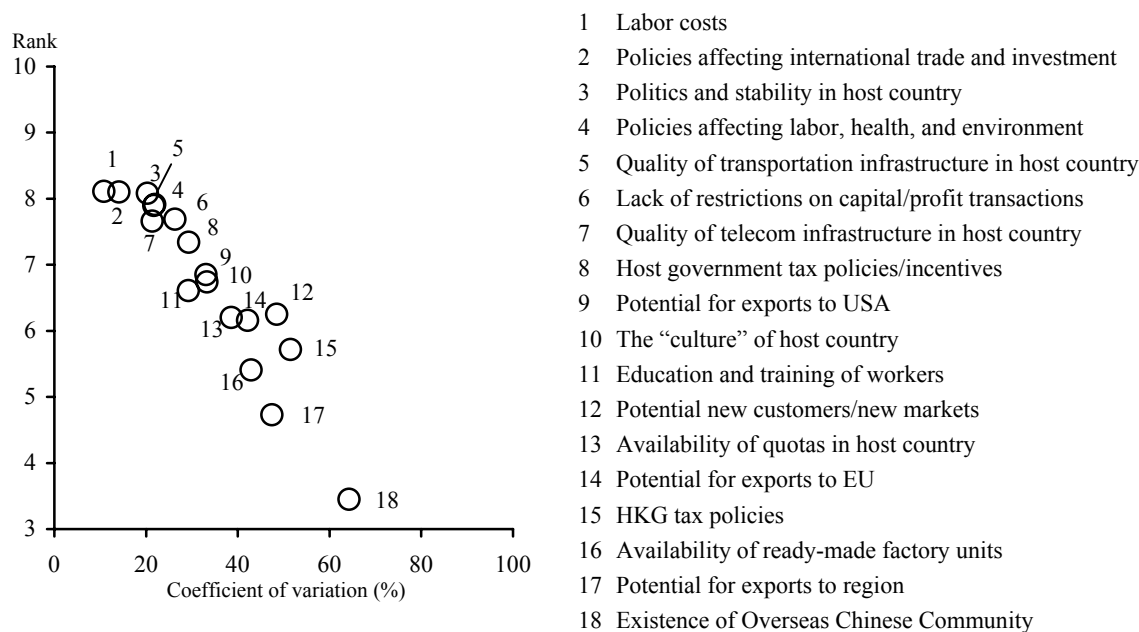 Rank
10
9
8
7
6
5
4
3
0
20
40
60
80
100
Coefficient of variation (%)
1
2
3
4
5
6
7
8
9
10
11
12
13
14
15
16
17
18
1 Labor costs
2 Policies affecting international trade and investment
3 Politics and stability in host country
4 Policies affecting labor, health, and environment
5 Quality of transportation infrastructure in host country
6 Lack of restrictions on capital/profit transactions
7 Quality of telecom infrastructure in host country
8 Host government tax policies/incentives
9 Potential for exports to USA
10 The “culture” of host country
11 Education and training of workers
12 Potential new customers/new markets
13 Availability of quotas in host country
14 Potential for exports to EU
15 HKG tax policies
16 Availability of ready-made factory units
17 Potential for exports to region
18 Existence of Overseas Chinese Community